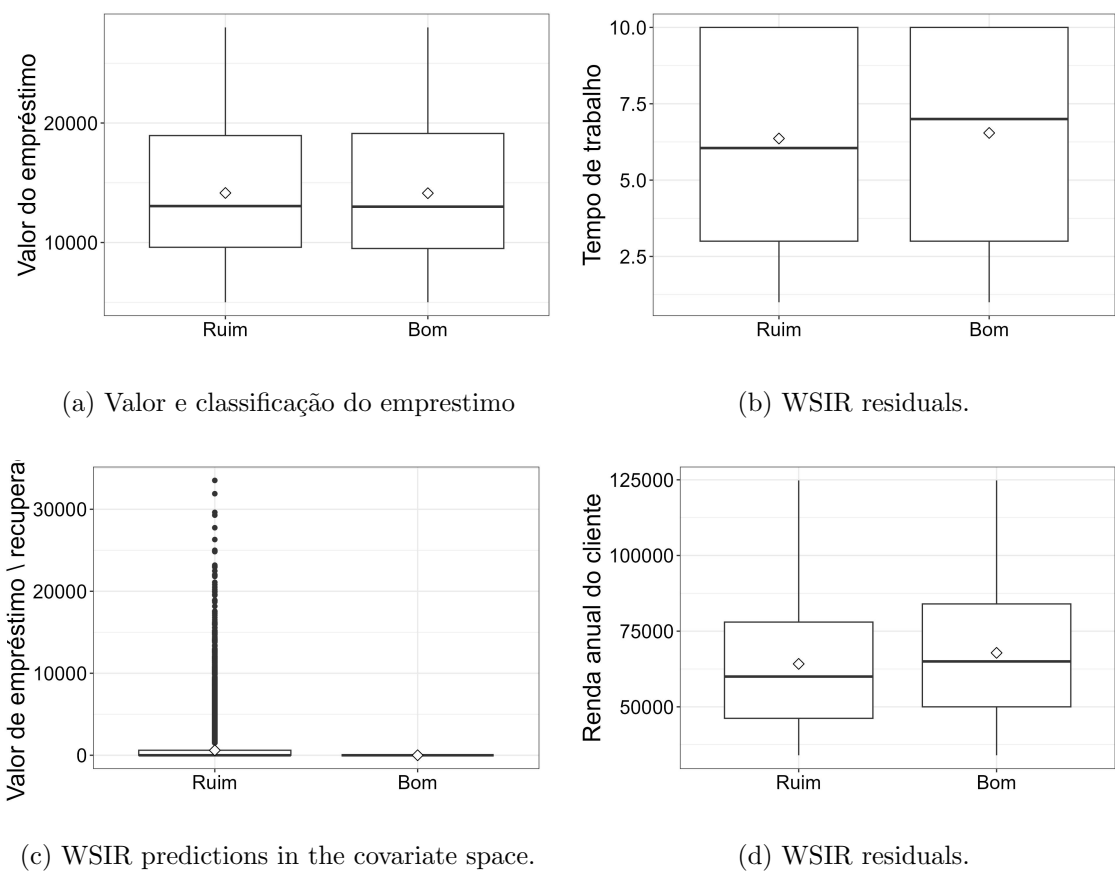 Valor do empréstimo
20000
10000
Ruim Bom
(a) Valor e classificação do emprestimo
Tempo de trabalho
10.0
7.5
5.0
2.5
Ruim Bom
(b) WSIR residuals.
Valor de empréstimo \ recupera
30000
20000
10000
0
Ruim Bom
(c) WSIR predictions in the covariate space.
Renda anual do cliente
125000
100000
75000
50000
Ruim Bom
(d) WSIR residuals.